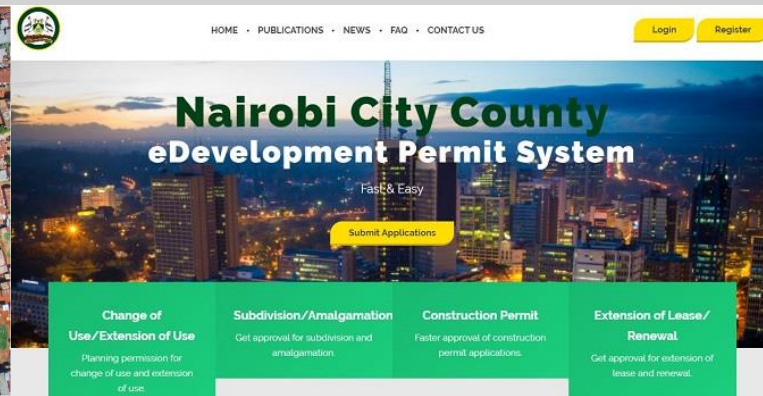 HOME • PUBLICATIONS • NEWS • FAQ • CONTACT US
Login
Register
Nairobi City County
eDevelopment Permit System
Fast & Easy
Submit Applications
Change of
Use/Extension of Use
Planning permission for
change of use and extension
of use.
Subdivision/Amalgamation
Get approval for subdivision and
amalgamation.
Construction Permit
Faster approval of construction
permit applications.
Extension of Lease/
Renewal
Get approval for extension of
lease and renewal.